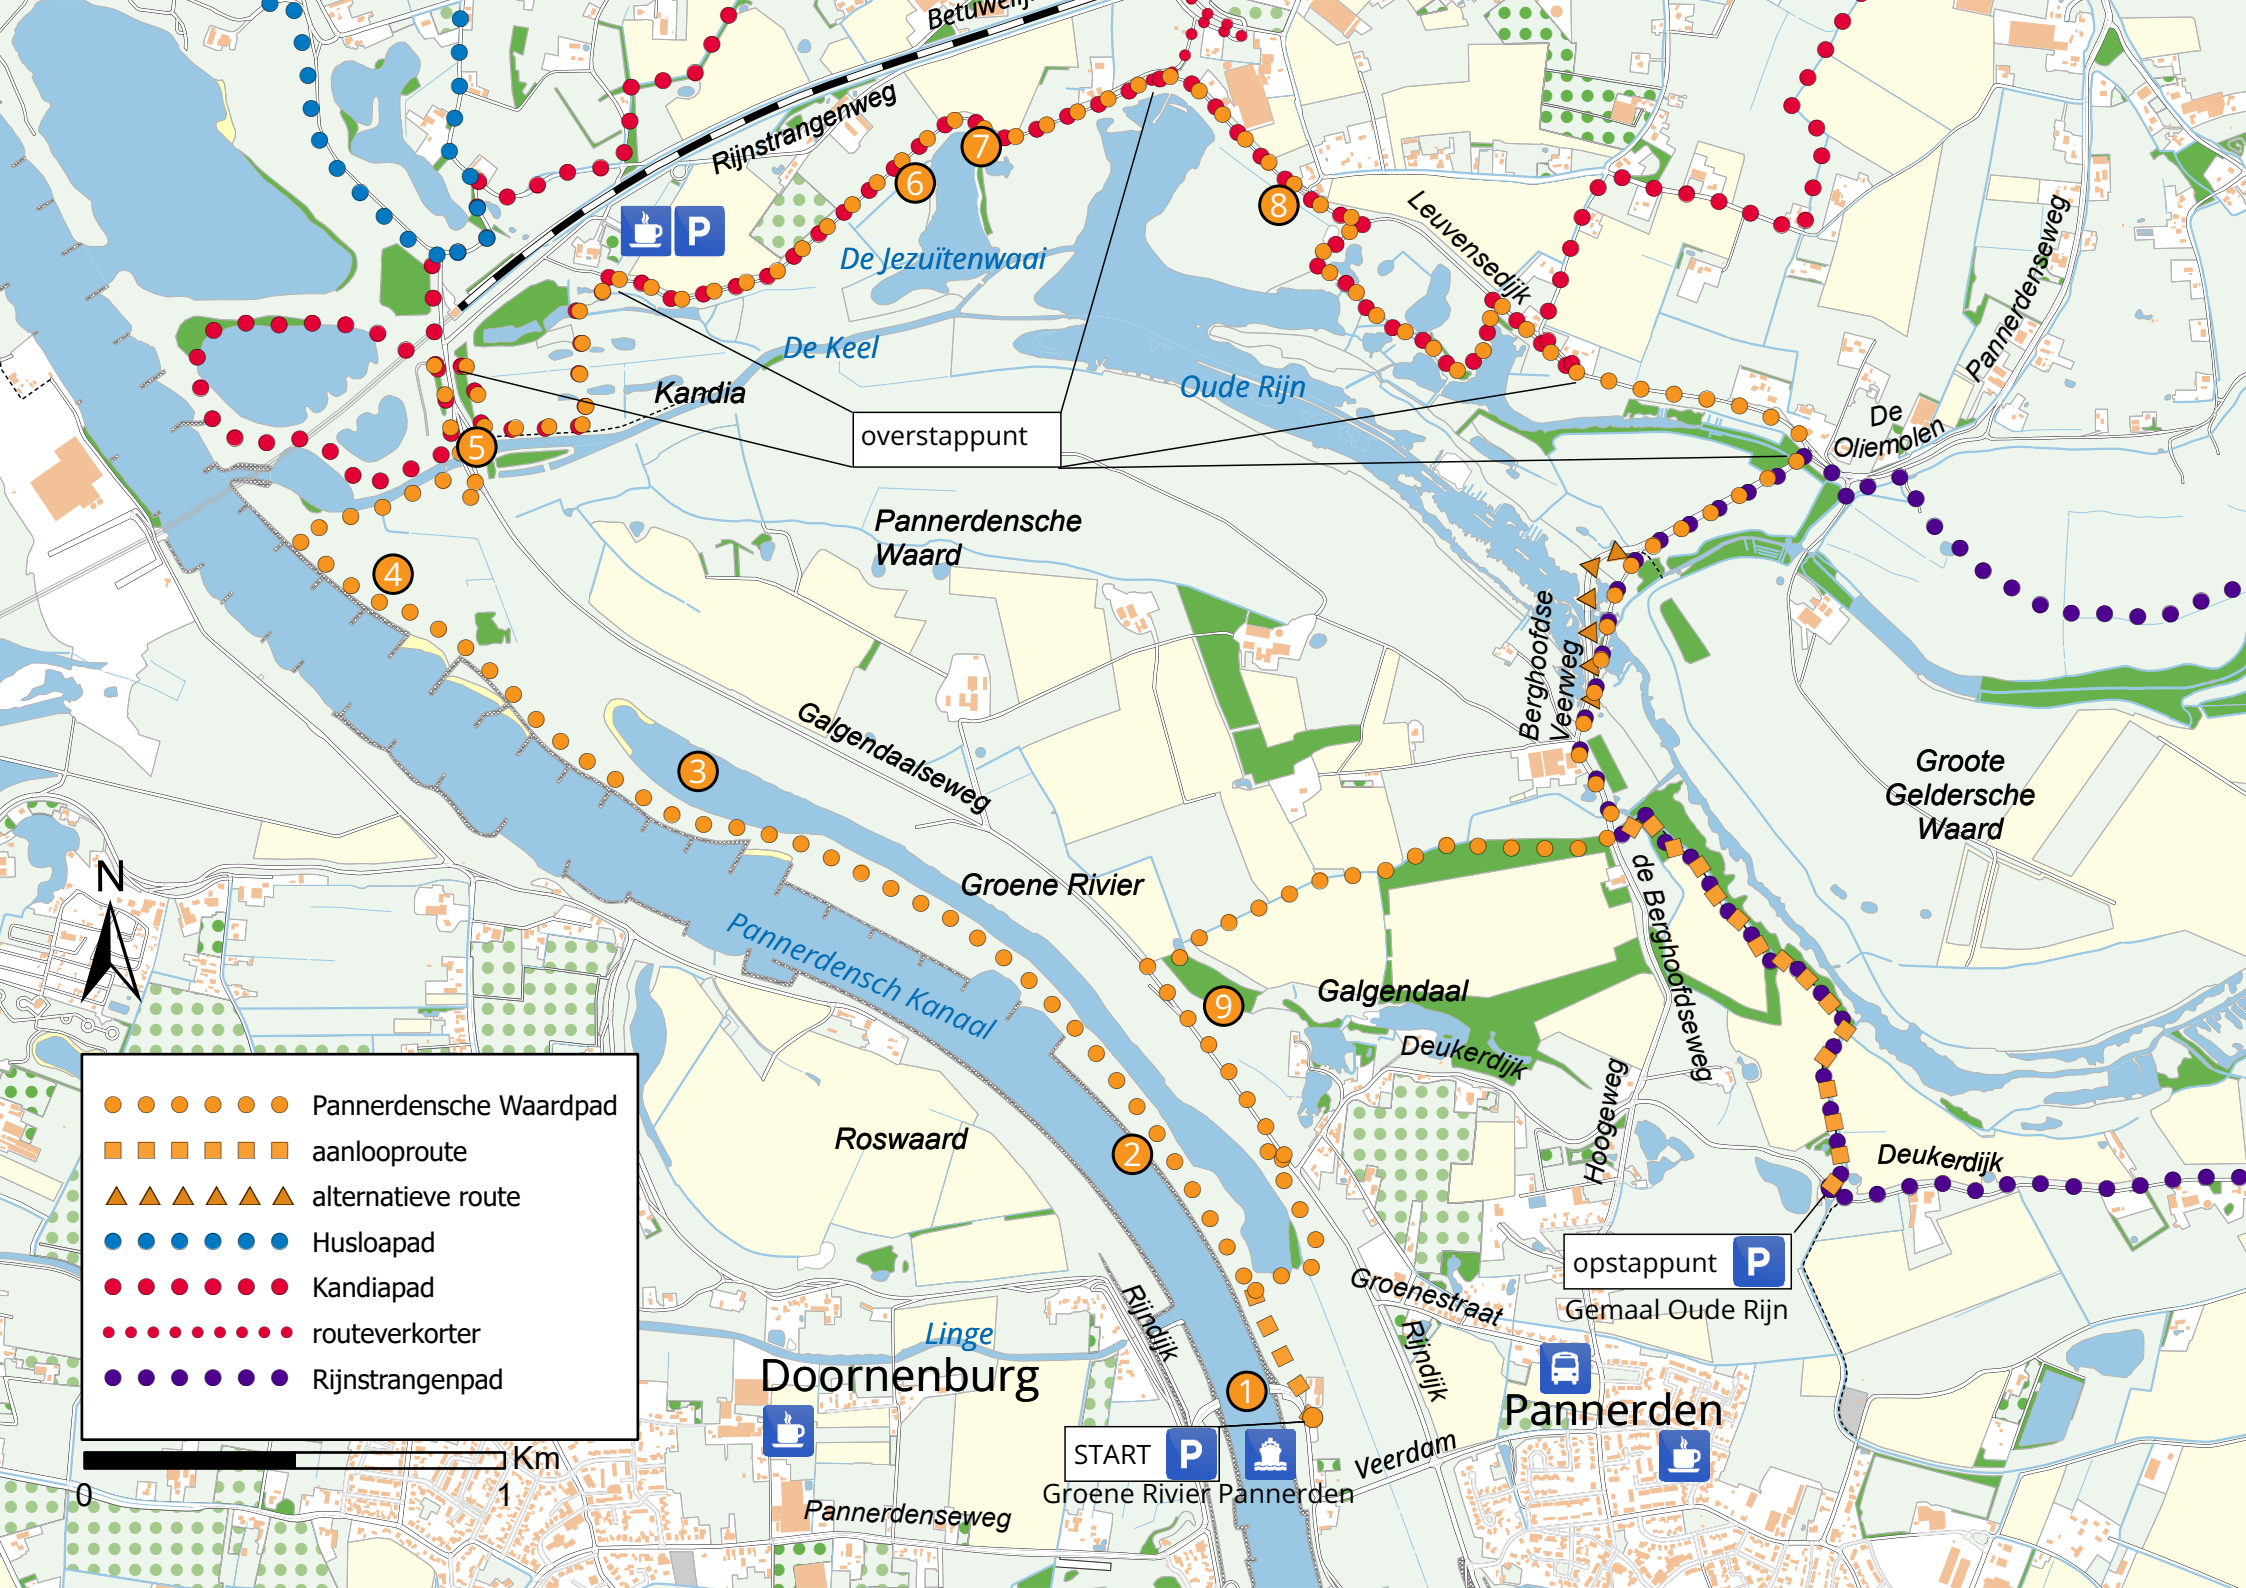 Betuwelijn
Rijnstrangenweg
7
6
8
P
De Jezuïtenwaai
Leuvensedijk
Pannerdenseweg
De Keel
Kandia
Oude Rijn
overstappunt
5
De
Oliemolen
Pannerdensche
Waard
4
Berghoofdse
Veerweg
3
Galgendaalseweg
Groote
Geldersche
Waard
Groene Rivier
N
de Berghoofdseweg
Pannerdensch Kanaal
9
Galgendaal
Deukerdijk
Hoogeweg
Pannerdensche Waardpad
aanlooproute
alternatieve route
Husloapad
Kandiapad
routeverkorter
Rijnstrangenpad
Roswaard
2
Deukerdijk
opstappunt
P
Gemaal Oude Rijn
Groenestraat
Rijndijk
Rijndijk
Linge
Doornenburg
1
Pannerden
START
P
Groene Rivier Pannerden
Veerdam
Km
0
1
Pannerdenseweg